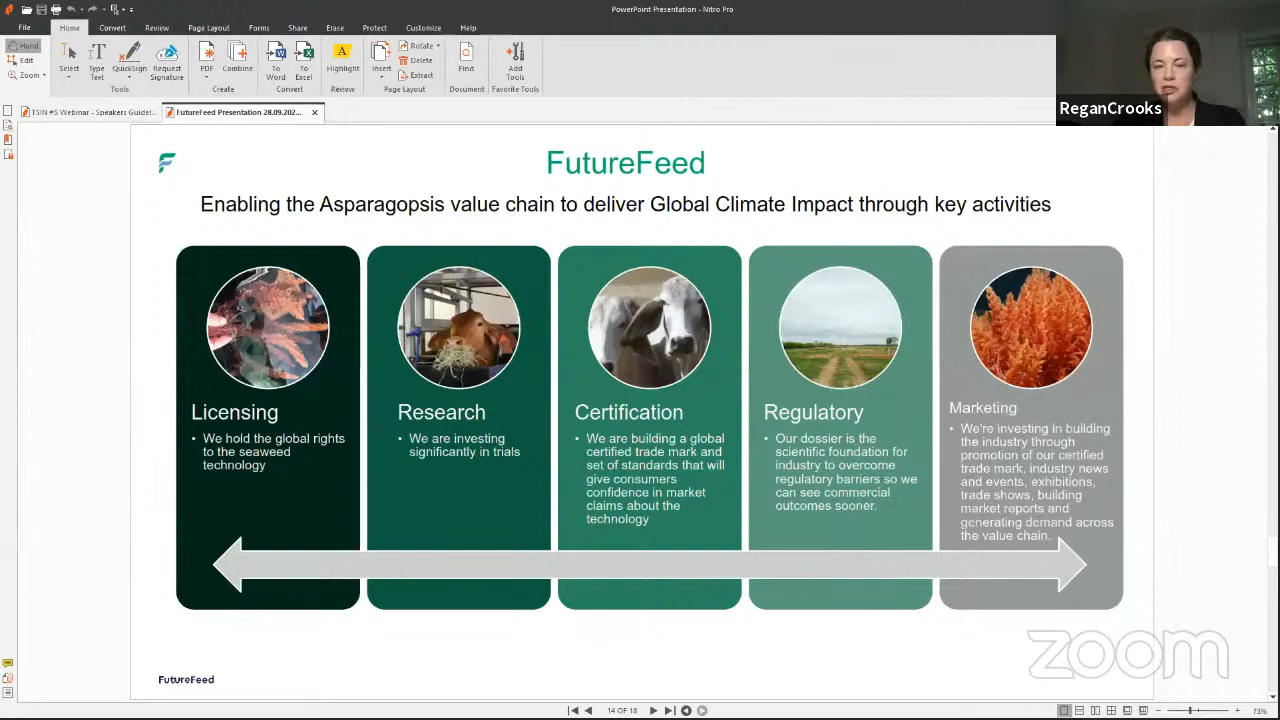 PowerPoint Presentation - Nitro Pro
File Home Convert Review Page Layout Forms Share Erase Protect Customize Help
Hand
Edit
Zoom
Select
Type Text
QuickSign
Request Signature
Tools
PDF
Combine
Create
To Word
To Excel
Convert
Highlight
Review
Insert
Rotate
Delete
Extract
Page Layout
Find
Document
Add Tools
Favorite Tools
ReganCrooks
TSIN #5 Webinar - Speakers Guidel...
FutureFeed Presentation 28.09.202...
FutureFeed
Enabling the Asparagopsis value chain to deliver Global Climate Impact through key activities
Licensing
• We hold the global rights
to the seaweed
technology
Research
• We are investing
significantly in trials
Certification
• We are building a global
certified trade mark and
set of standards that will
give consumers
confidence in market
claims about the
technology
Regulatory
• Our dossier is the
scientific foundation for
industry to overcome
regulatory barriers so we
can see commercial
outcomes sooner.
Marketing
• We're investing in building
the industry through
promotion of our certified
trade mark, industry news
and events, exhibitions,
trade shows, building
market reports and
generating demand across
the value chain.
zoom
FutureFeed
14 OF 18
73%